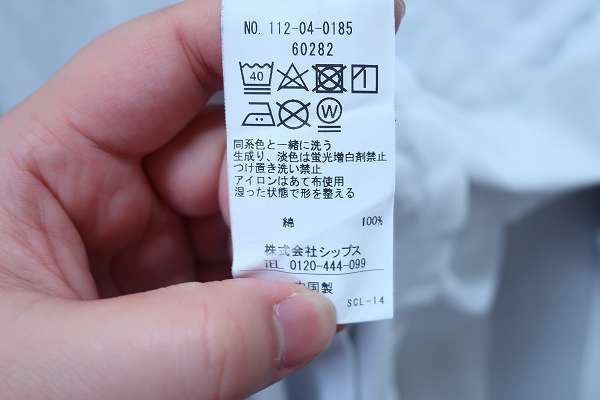 NO. 112-04-0185
60282
40
W
同系色と一緒に洗う
生成り、淡色は蛍光増白剤禁止
つけ置き洗い禁止
アイロンはあて布使用
湿った状態で形を整える
綿 100%
株式会社シップス
TEL 0120-444-099
中国製
SCL-14